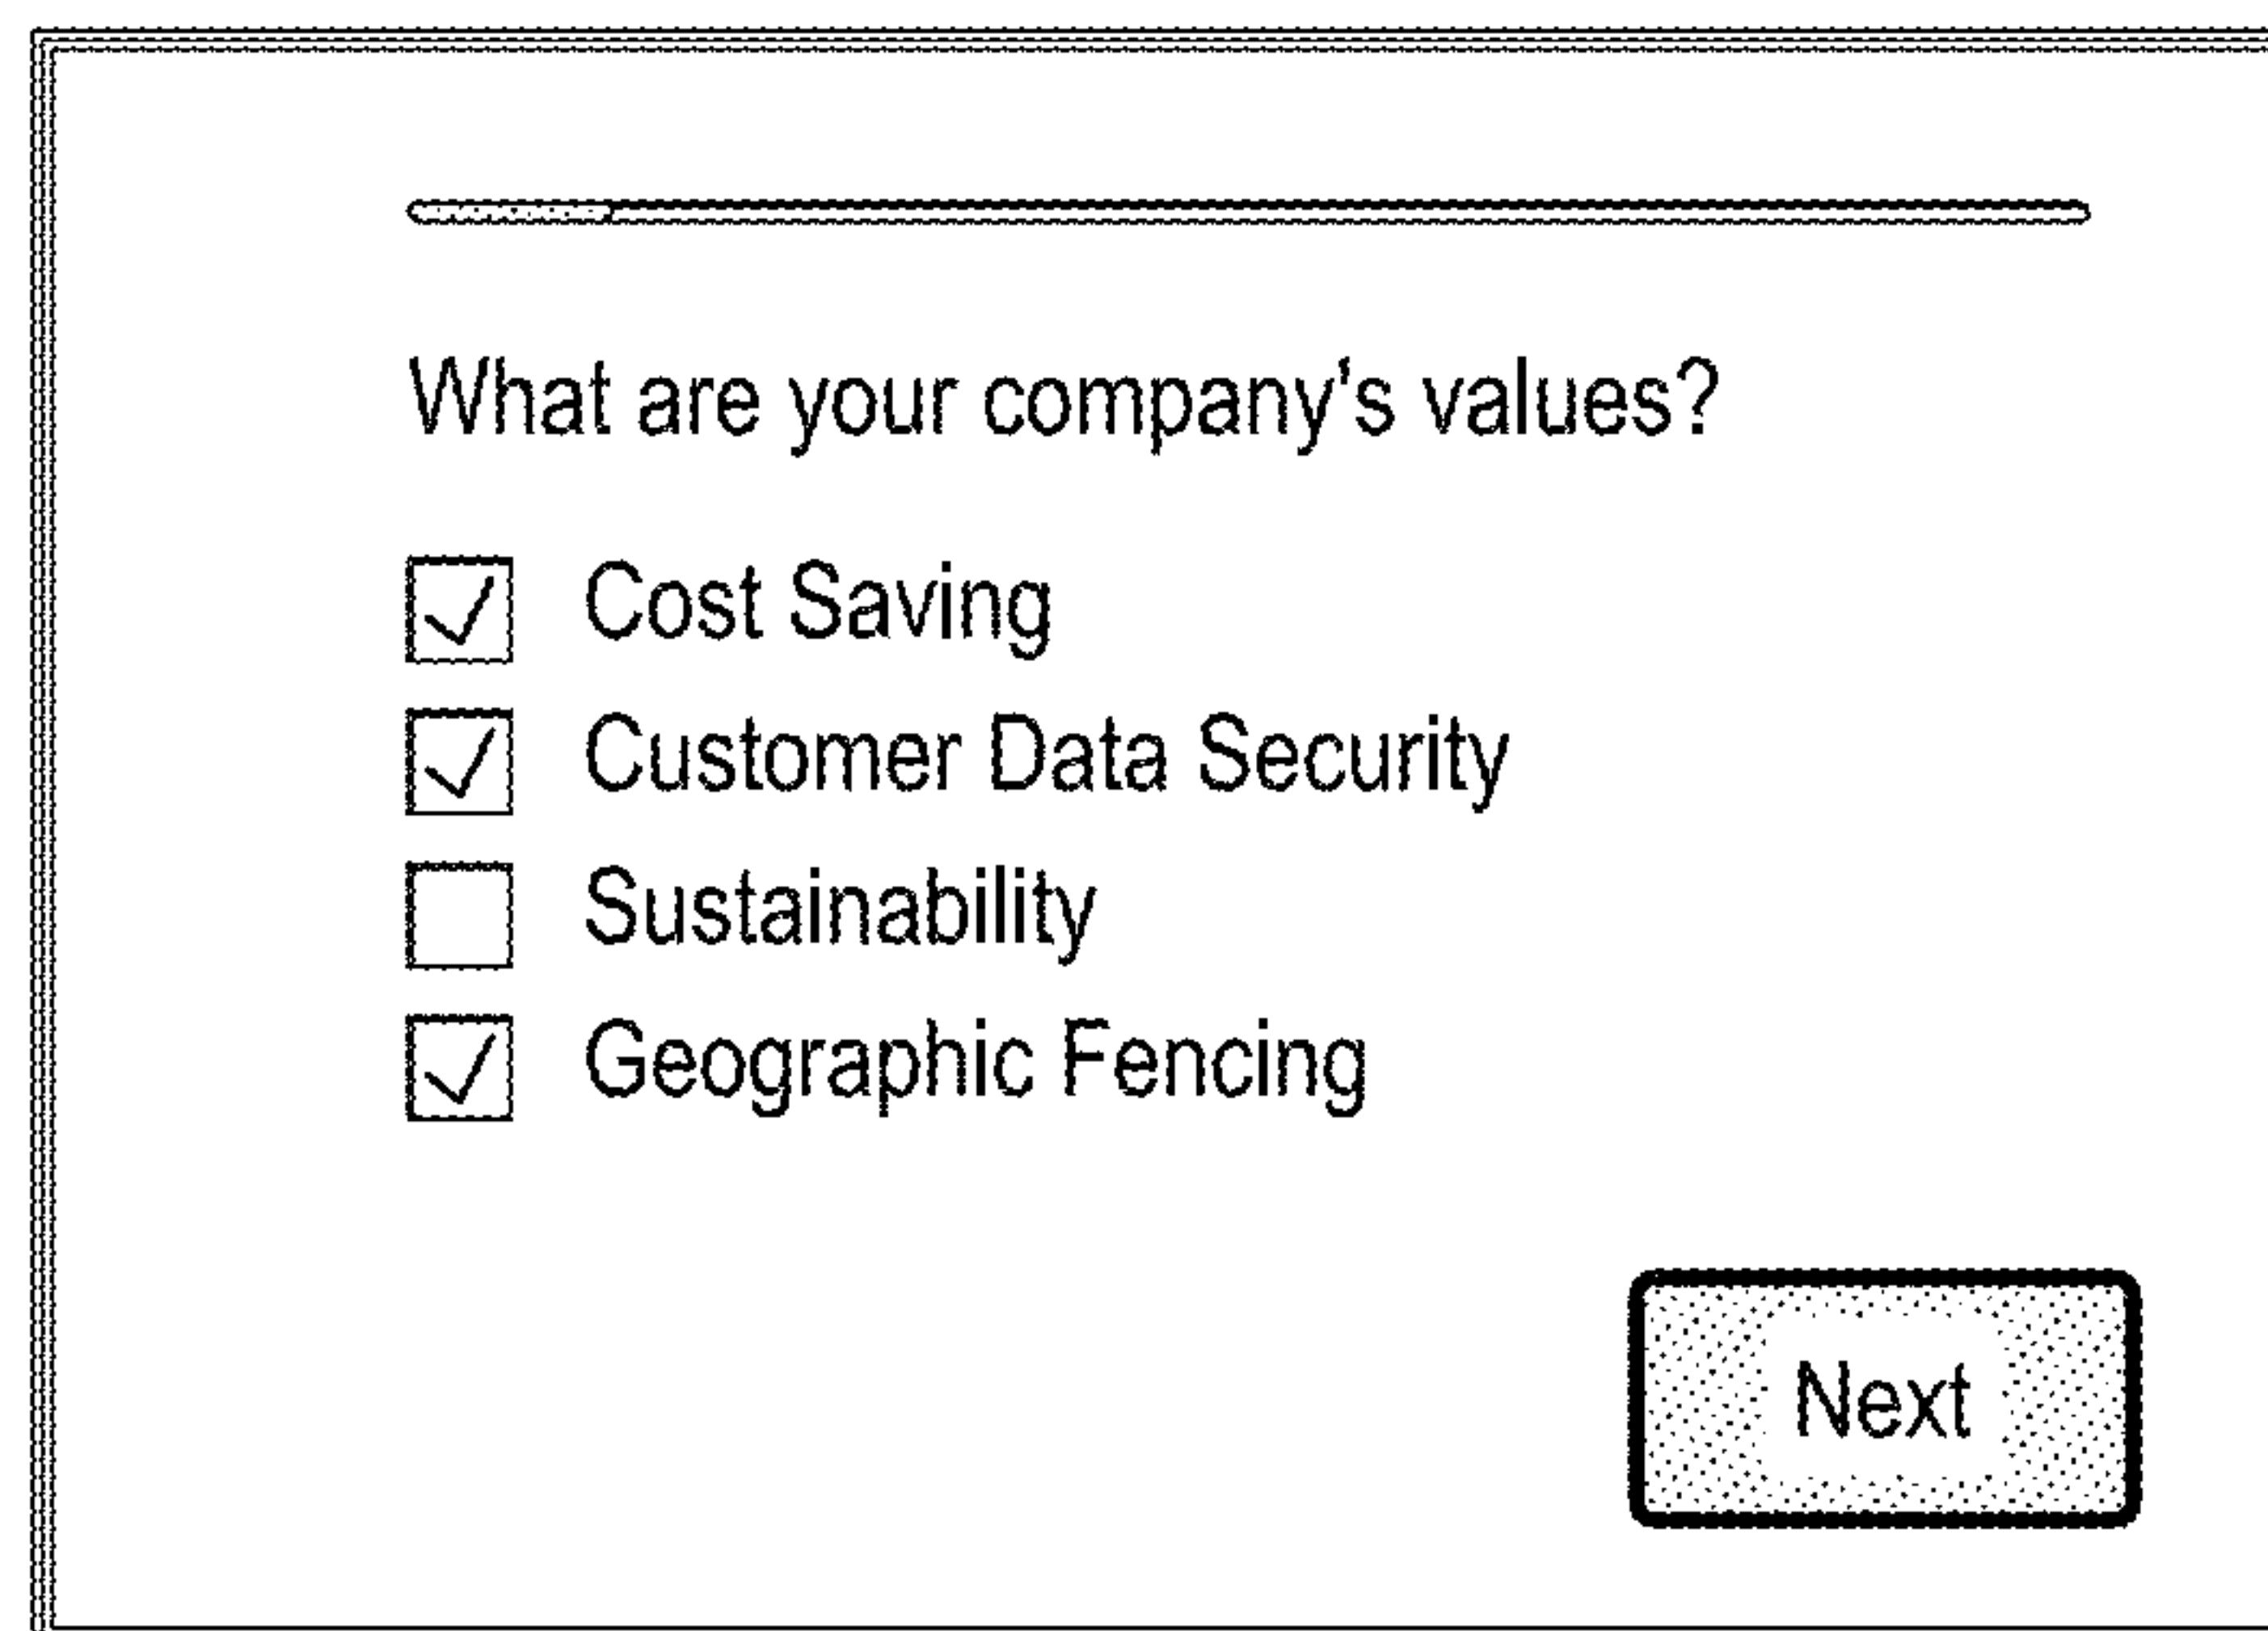 What are your company's values?
Cost Saving
Customer Data Security
Sustainability
Geographic Fencing
Next